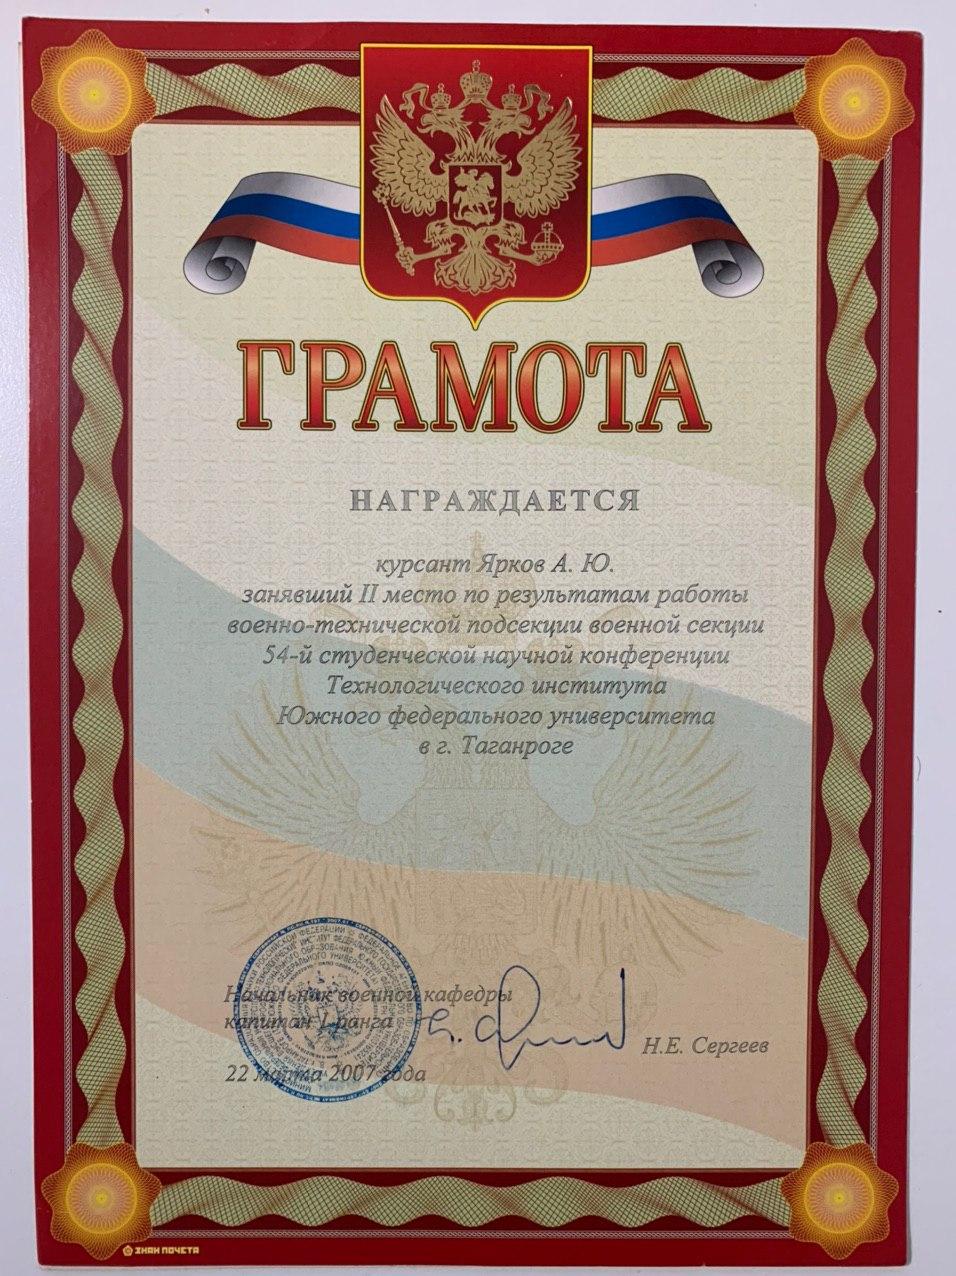 ГРАМОТА
НАГРАЖДАЕТСЯ
курсант Ярков А. Ю.
занявший II место по результатам работы
военно-технической подсекции военной секции
54-й студенческой научной конференции
Технологического института
Южного федерального университета
в г. Таганроге
Начальник военной кафедры
капитан 1 ранга
Н.Е. Сергеев
22 марта 2007 года
ЗНАК ПОЧЕТА